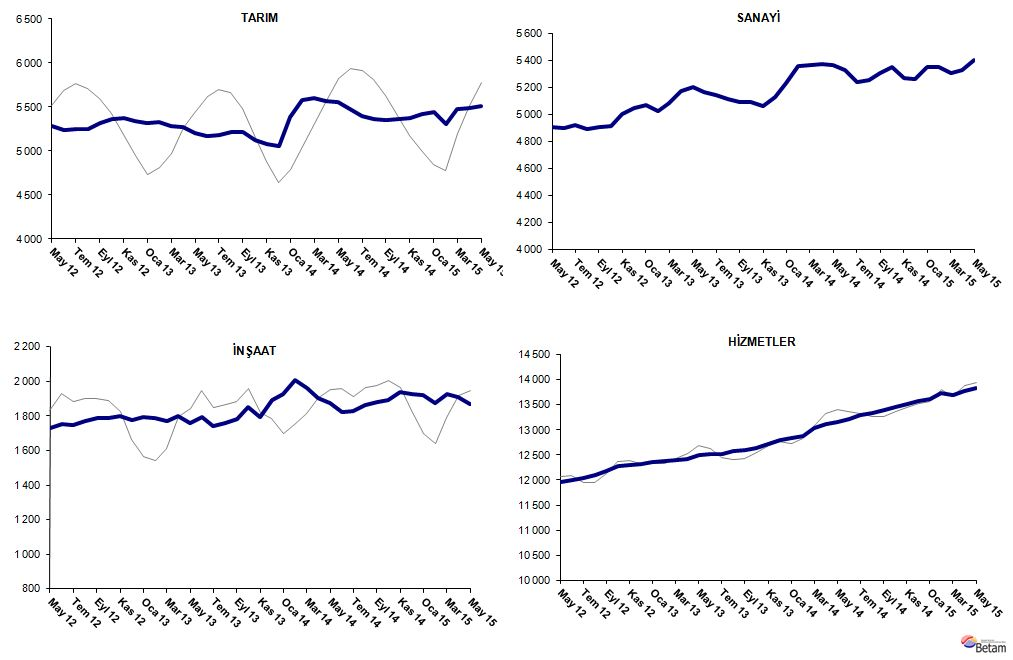 TARIM
6 500
6 000
5 500
5 000
4 500
4 000
May 12
Tem 12
Eyl 12
Kas 12
Oca 13
Mar 13
May 13
Tem 13
Eyl 13
Kas 13
Oca 14
Mar 14
May 14
Tem 14
Eyl 14
Kas 14
Oca 15
Mar 15
May 15
SANAYİ
5 600
5 400
5 200
5 000
4 800
4 600
4 400
4 200
4 000
May 12
Tem 12
Eyl 12
Kas 12
Oca 13
Mar 13
May 13
Tem 13
Eyl 13
Kas 13
Oca 14
Mar 14
May 14
Tem 14
Eyl 14
Kas 14
Oca 15
Mar 15
May 15
İNŞAAT
2 200
2 000
1 800
1 600
1 400
1 200
1 000
800
May 12
Tem 12
Eyl 12
Kas 12
Oca 13
Mar 13
May 13
Tem 13
Eyl 13
Kas 13
Oca 14
Mar 14
May 14
Tem 14
Eyl 14
Kas 14
Oca 15
Mar 15
May 15
HİZMETLER
14 500
14 000
13 500
13 000
12 500
12 000
11 500
11 000
10 500
10 000
May 12
Tem 12
Eyl 12
Kas 12
Oca 13
Mar 13
May 13
Tem 13
Eyl 13
Kas 13
Oca 14
Mar 14
May 14
Tem 14
Eyl 14
Kas 14
Oca 15
Mar 15
May 15
Betam